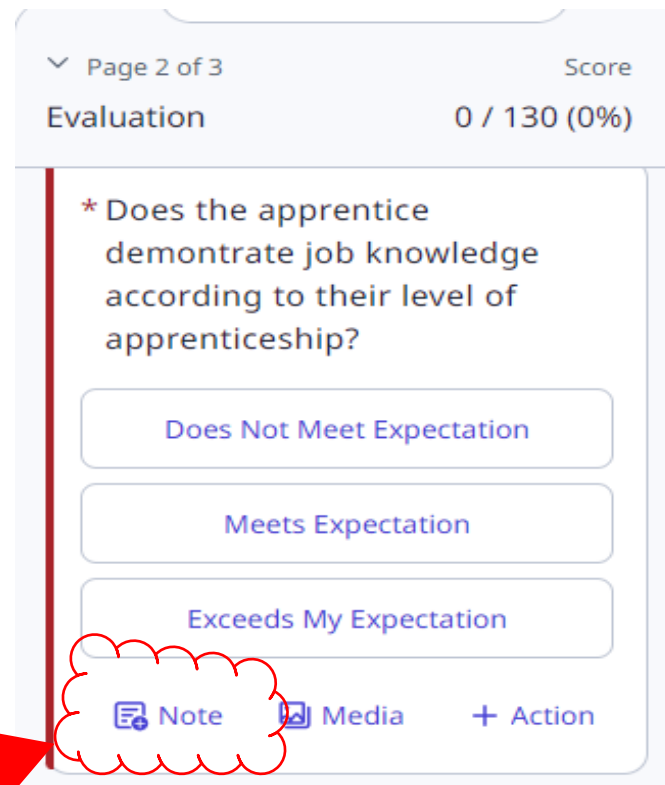 Page 2 of 3 Score
Evaluation 0 / 130 (0%)
* Does the apprentice
demontrate job knowledge
according to their level of
apprenticeship?
Does Not Meet Expectation
Meets Expectation
Exceeds My Expectation
Note Media + Action